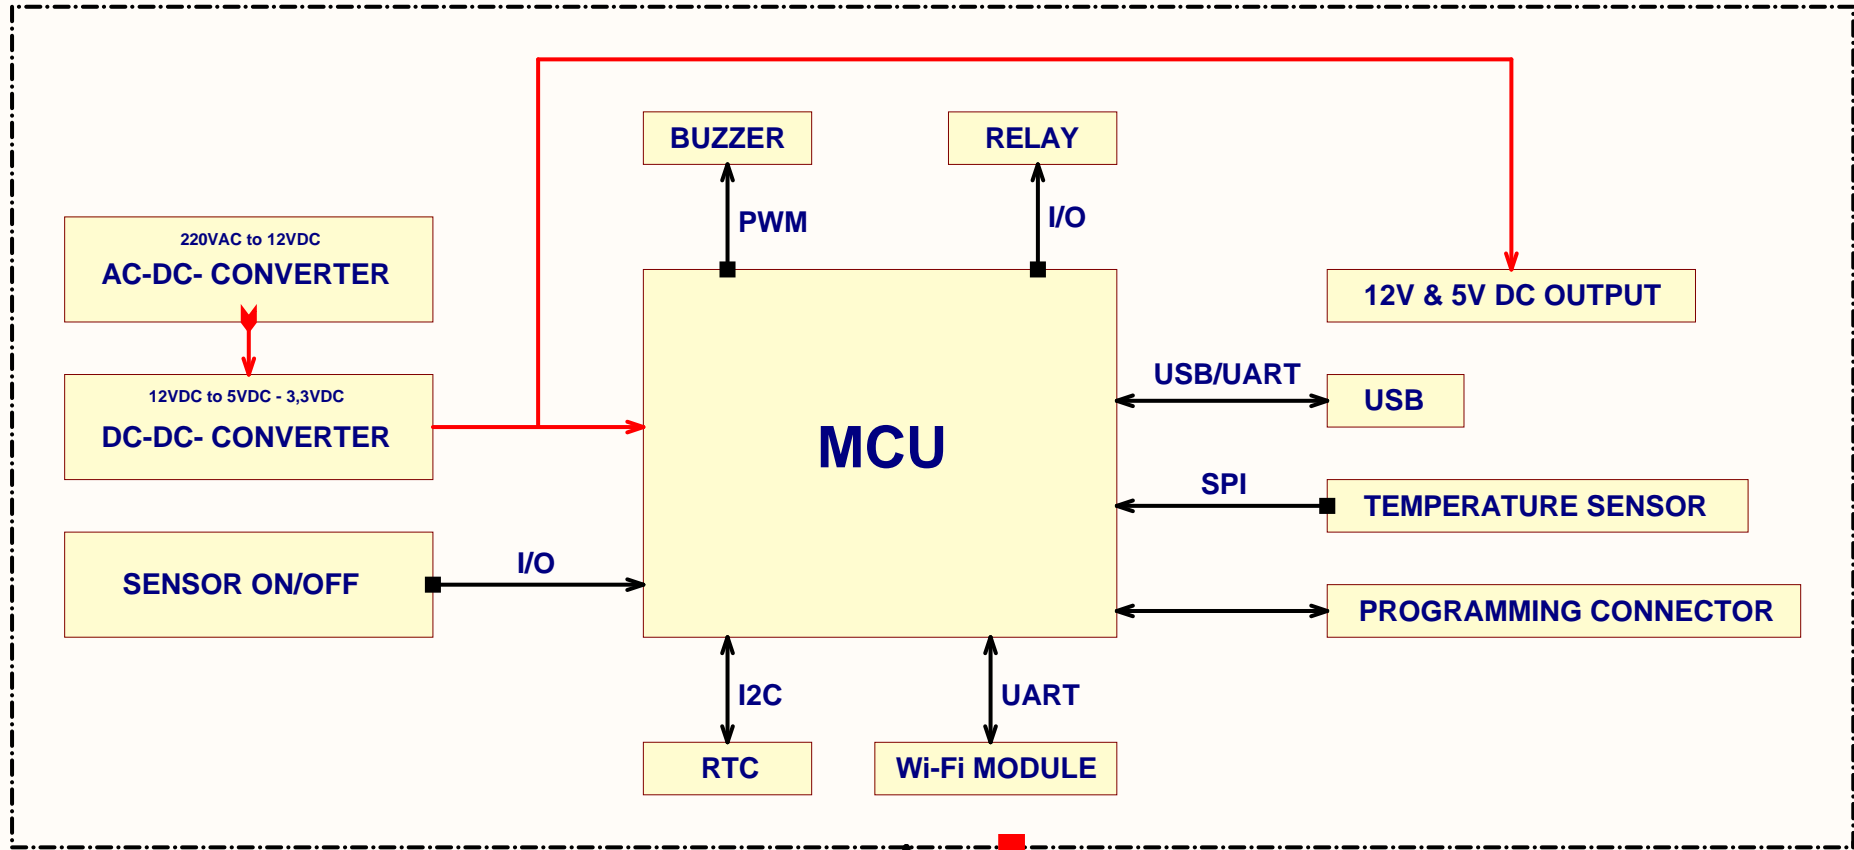 BUZZER
RELAY
PWM
I/O
220VAC to 12VDC
AC-DC- CONVERTER
12V & 5V DC OUTPUT
12VDC to 5VDC - 3,3VDC
DC-DC- CONVERTER
MCU
USB/UART
USB
SPI
TEMPERATURE SENSOR
SENSOR ON/OFF
I/O
PROGRAMMING CONNECTOR
I2C
UART
RTC
Wi-Fi MODULE